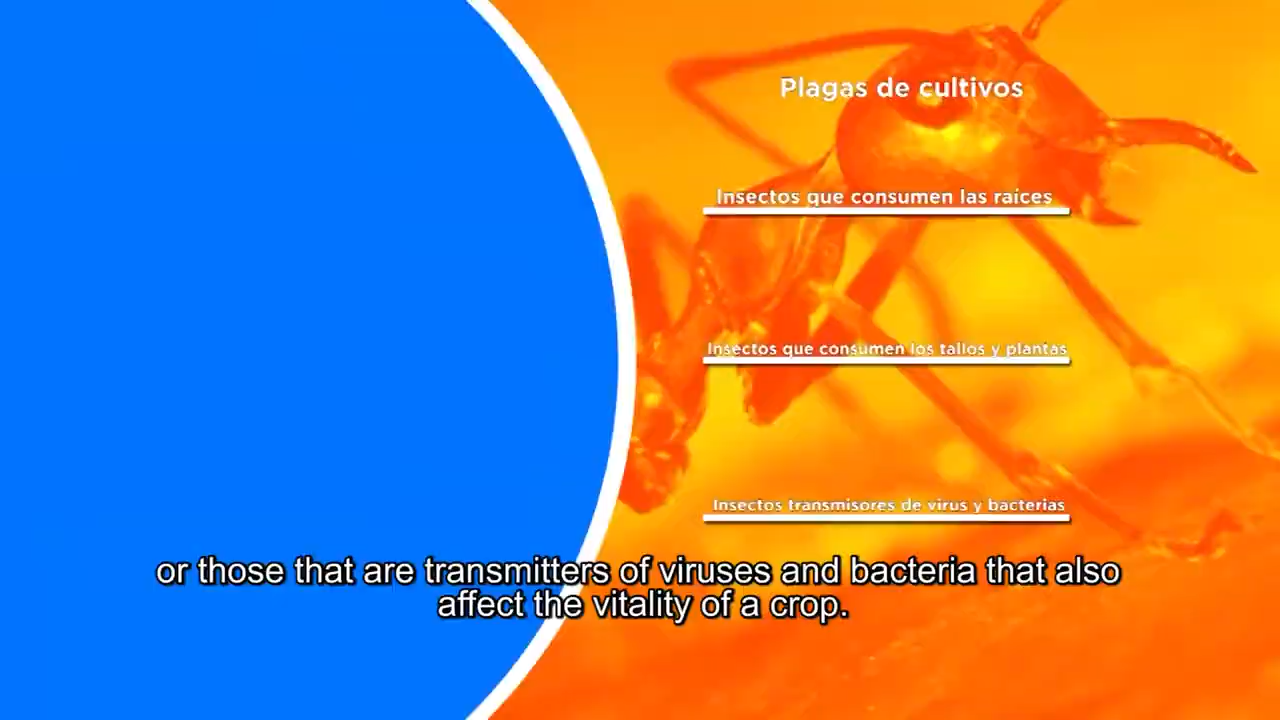 Plagas de cultivos
Insectos que consumen las raíces
Insectos que consumen los tallos y plantas
Insectos transmisores de virus y bacterias
or those that are transmitters of viruses and bacteria that also
affect the vitality of a crop.